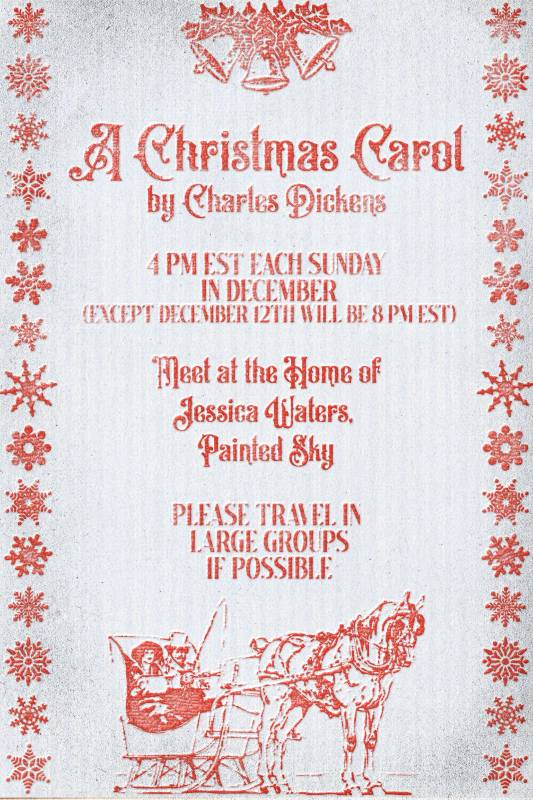 A Christmas Carol
by Charles Dickens
4 PM EST EACH SUNDAY
IN DECEMBER
(EXCEPT DECEMBER 12TH WILL BE 8 PM EST)
Meet at the Home of
Jessica Waters,
Painted Sky
PLEASE TRAVEL IN
LARGE GROUPS
IF POSSIBLE